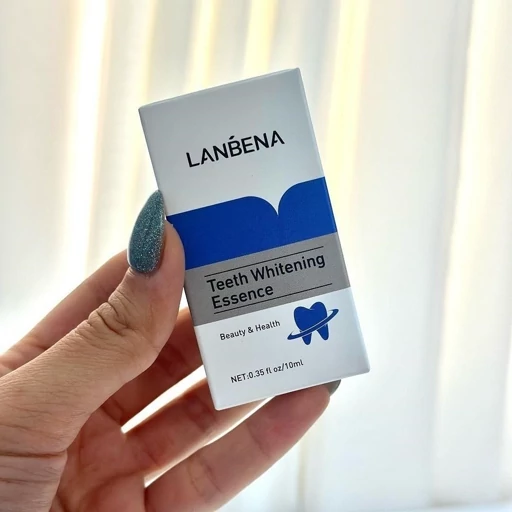 LANBENA
Teeth Whitening
Essence
Beauty & Health
NET:0.35 fl oz/10ml